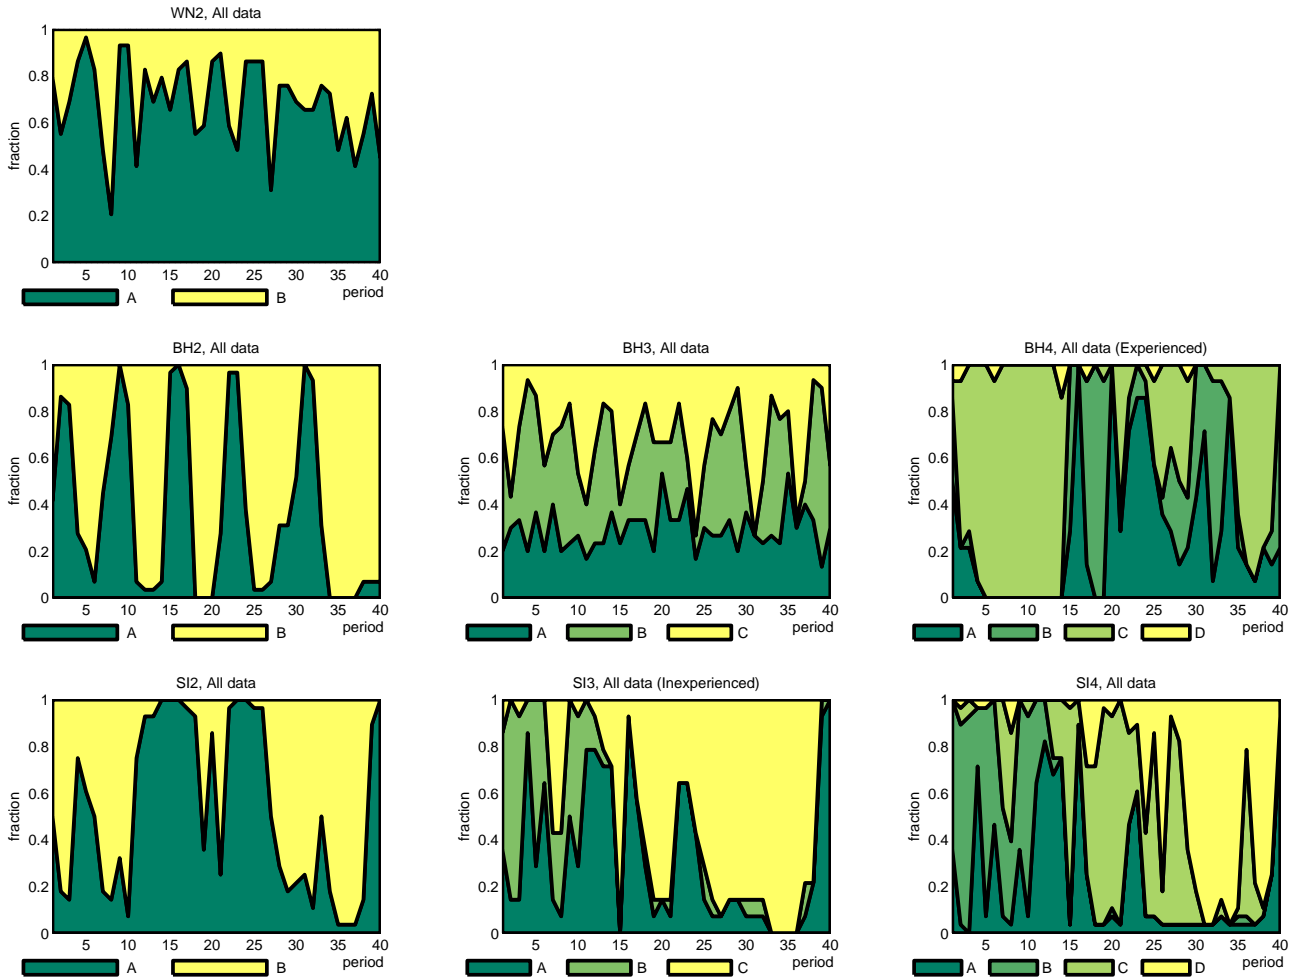 WN2, All data
1
0.8
0.6
0.4
0.2
0
fraction
5 10 15 20 25 30 35 40
period
A B
BH2, All data
1
0.8
0.6
0.4
0.2
0
fraction
5 10 15 20 25 30 35 40
period
A B
BH3, All data
1
0.8
0.6
0.4
0.2
0
fraction
5 10 15 20 25 30 35 40
period
A B C
BH4, All data (Experienced)
1
0.8
0.6
0.4
0.2
0
fraction
5 10 15 20 25 30 35 40
period
A B C D
SI2, All data
1
0.8
0.6
0.4
0.2
0
fraction
5 10 15 20 25 30 35 40
period
A B
SI3, All data (Inexperienced)
1
0.8
0.6
0.4
0.2
0
fraction
5 10 15 20 25 30 35 40
period
A B C
SI4, All data
1
0.8
0.6
0.4
0.2
0
fraction
5 10 15 20 25 30 35 40
period
A B C D